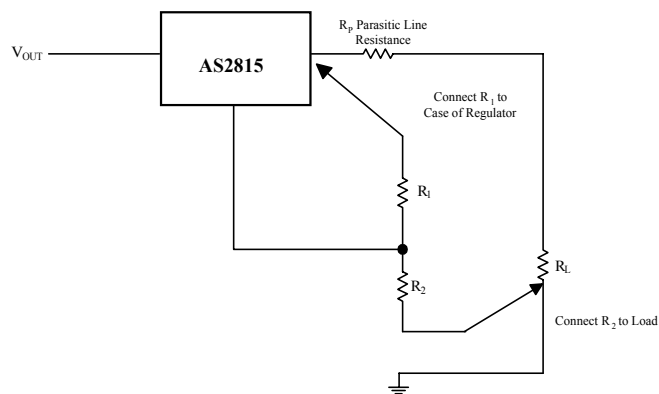 R_P Parasitic Line
Resistance
V_OUT
AS2815
Connect R_1 to
Case of Regulator
R_1
R_2
R_L
Connect R_2 to Load